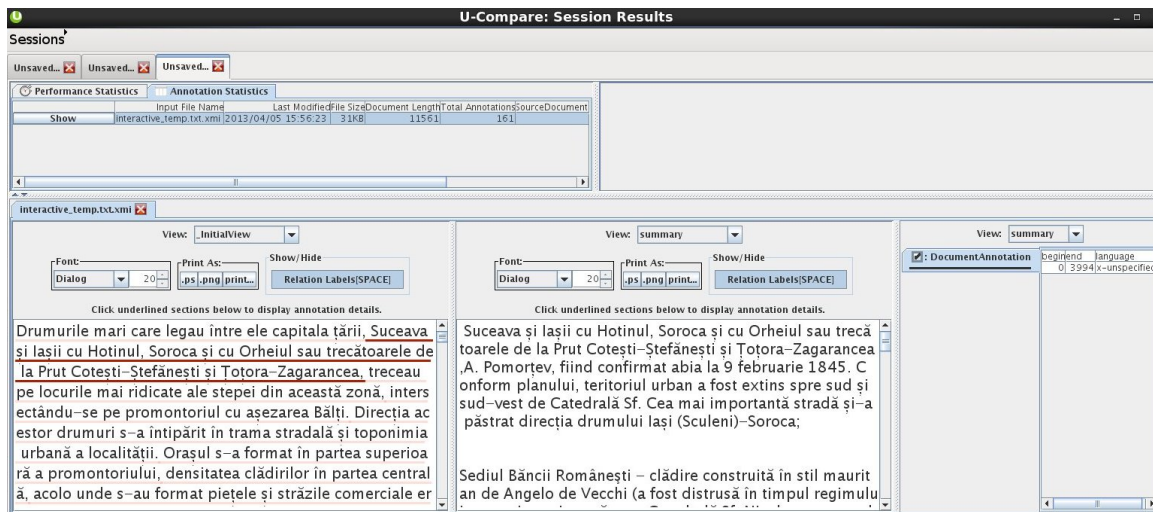 U-Compare: Session Results
Sessions
Unsaved... Unsaved... Unsaved...
Performance Statistics Annotation Statistics
Input File Name Last Modified File Size Document Length Total Annotations SourceDocument
Show interactive_temp.txt.xmi 2013/04/05 15:56:23 31KB 11561 161
interactive_temp.txt.xmi
View: _InitialView
Font: Print As: Show/Hide
Dialog 20 .ps .png print... Relation Labels[SPACE]
Click underlined sections below to display annotation details.
Drumurile mari care legau între ele capitala țării, Suceava
și Iașii cu Hotinul, Soroca și cu Orheiul sau trecătoarele de
la Prut Cotești–Ștefănești și Țoțora–Zagarancea, treceau
pe locurile mai ridicate ale stepei din această zonă, inters
ectându–se pe promontoriul cu așezarea Bălți. Direcția ac
estor drumuri s–a întipărit în trama stradală și toponimia
urbană a localității. Orașul s–a format în partea superioa
ră a promontoriului, densitatea clădirilor în partea central
ă, acolo unde s–au format piețele și străzile comerciale er
View: summary
Font: Print As: Show/Hide
Dialog 20 .ps .png print... Relation Labels[SPACE]
Click underlined sections below to display annotation details.
Suceava și Iașii cu Hotinul, Soroca și cu Orheiul sau trecă
toarele de la Prut Cotești–Ștefănești și Țoțora–Zagarancea
,A. Pomorțev, fiind confirmat abia la 9 februarie 1845. C
onform planului, teritoriul urban a fost extins spre sud și
sud–vest de Catedrală Sf. Cea mai importantă stradă și–a
păstrat direcția drumului Iași (Sculeni)–Soroca;
Sediul Băncii Românești – clădire construită în stil maurit
an de Angelo de Vecchi (a fost distrusă în timpul regimulu
View: summary
: DocumentAnnotation
begin end language
0 3994 x–unspecified